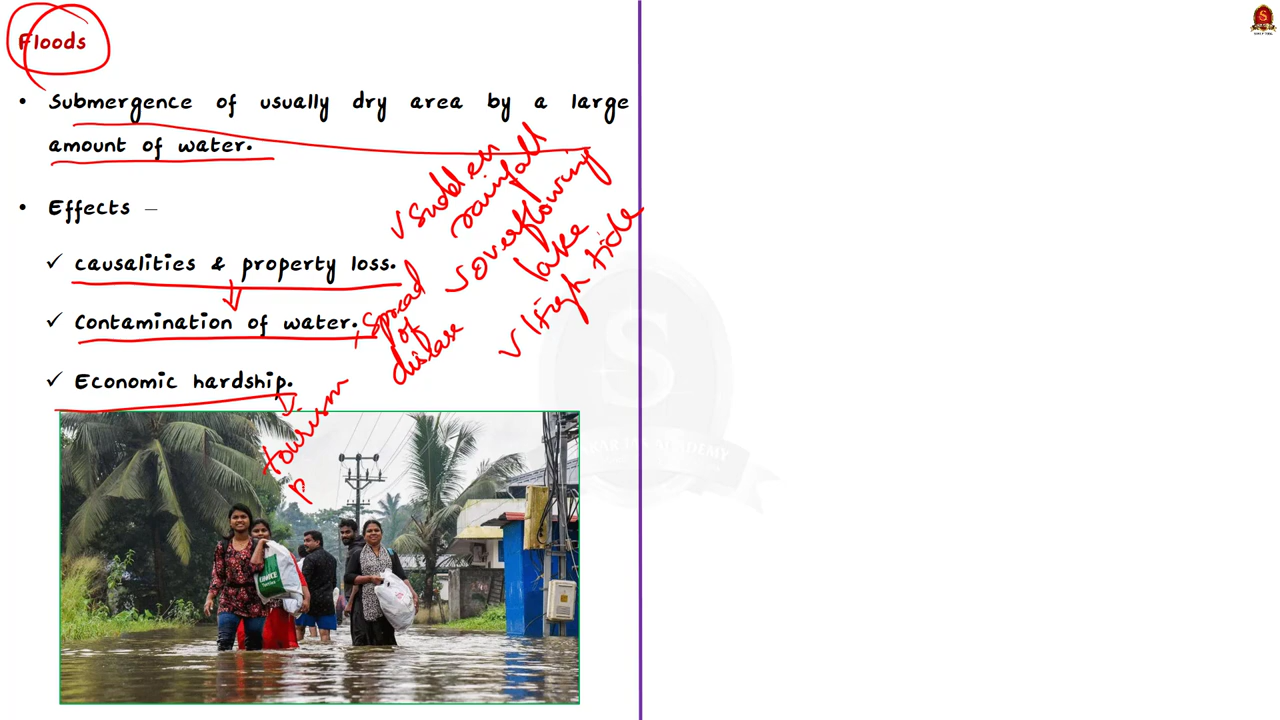 Floods
• Submergence of usually dry area by a large
amount of water.
• Effects –
✓ Causalities & property loss.
✓ Contamination of water.
✓ Economic hardship.
✓ Sudden
rainfall
✓ Overflowing
lake
✓ High tide
Spread
of
disease
tourism